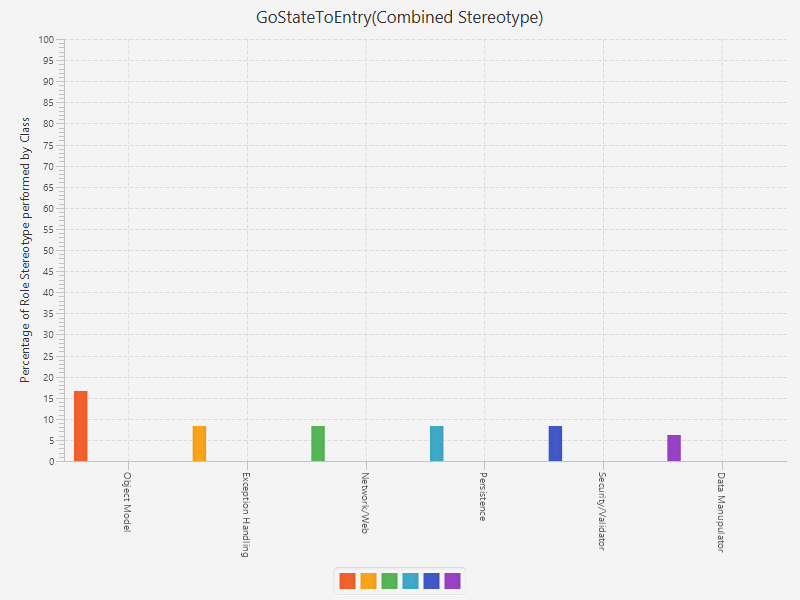 GoStateToEntry(Combined Stereotype)
Percentage of Role Stereotype performed by Class
100
95
90
85
80
75
70
65
60
55
50
45
40
35
30
25
20
15
10
5
0
Object Model
Exception Handling
Network/Web
Persistence
Security/Validator
Data Manupulator